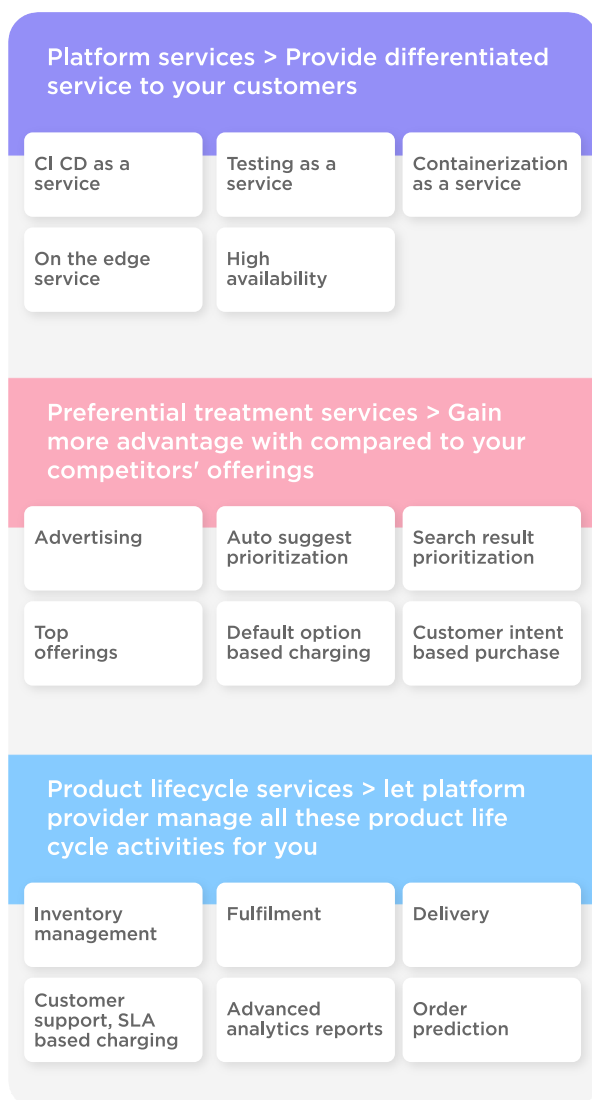 Platform services > Provide differentiated
service to your customers
CI CD as a
service
Testing as a
service
Containerization
as a service
On the edge
service
High
availability
Preferential treatment services > Gain
more advantage with compared to your
competitors' offerings
Advertising
Auto suggest
prioritization
Search result
prioritization
Top
offerings
Default option
based charging
Customer intent
based purchase
Product lifecycle services > let platform
provider manage all these product life
cycle activities for you
Inventory
management
Fulfilment
Delivery
Customer
support, SLA
based charging
Advanced
analytics reports
Order
prediction